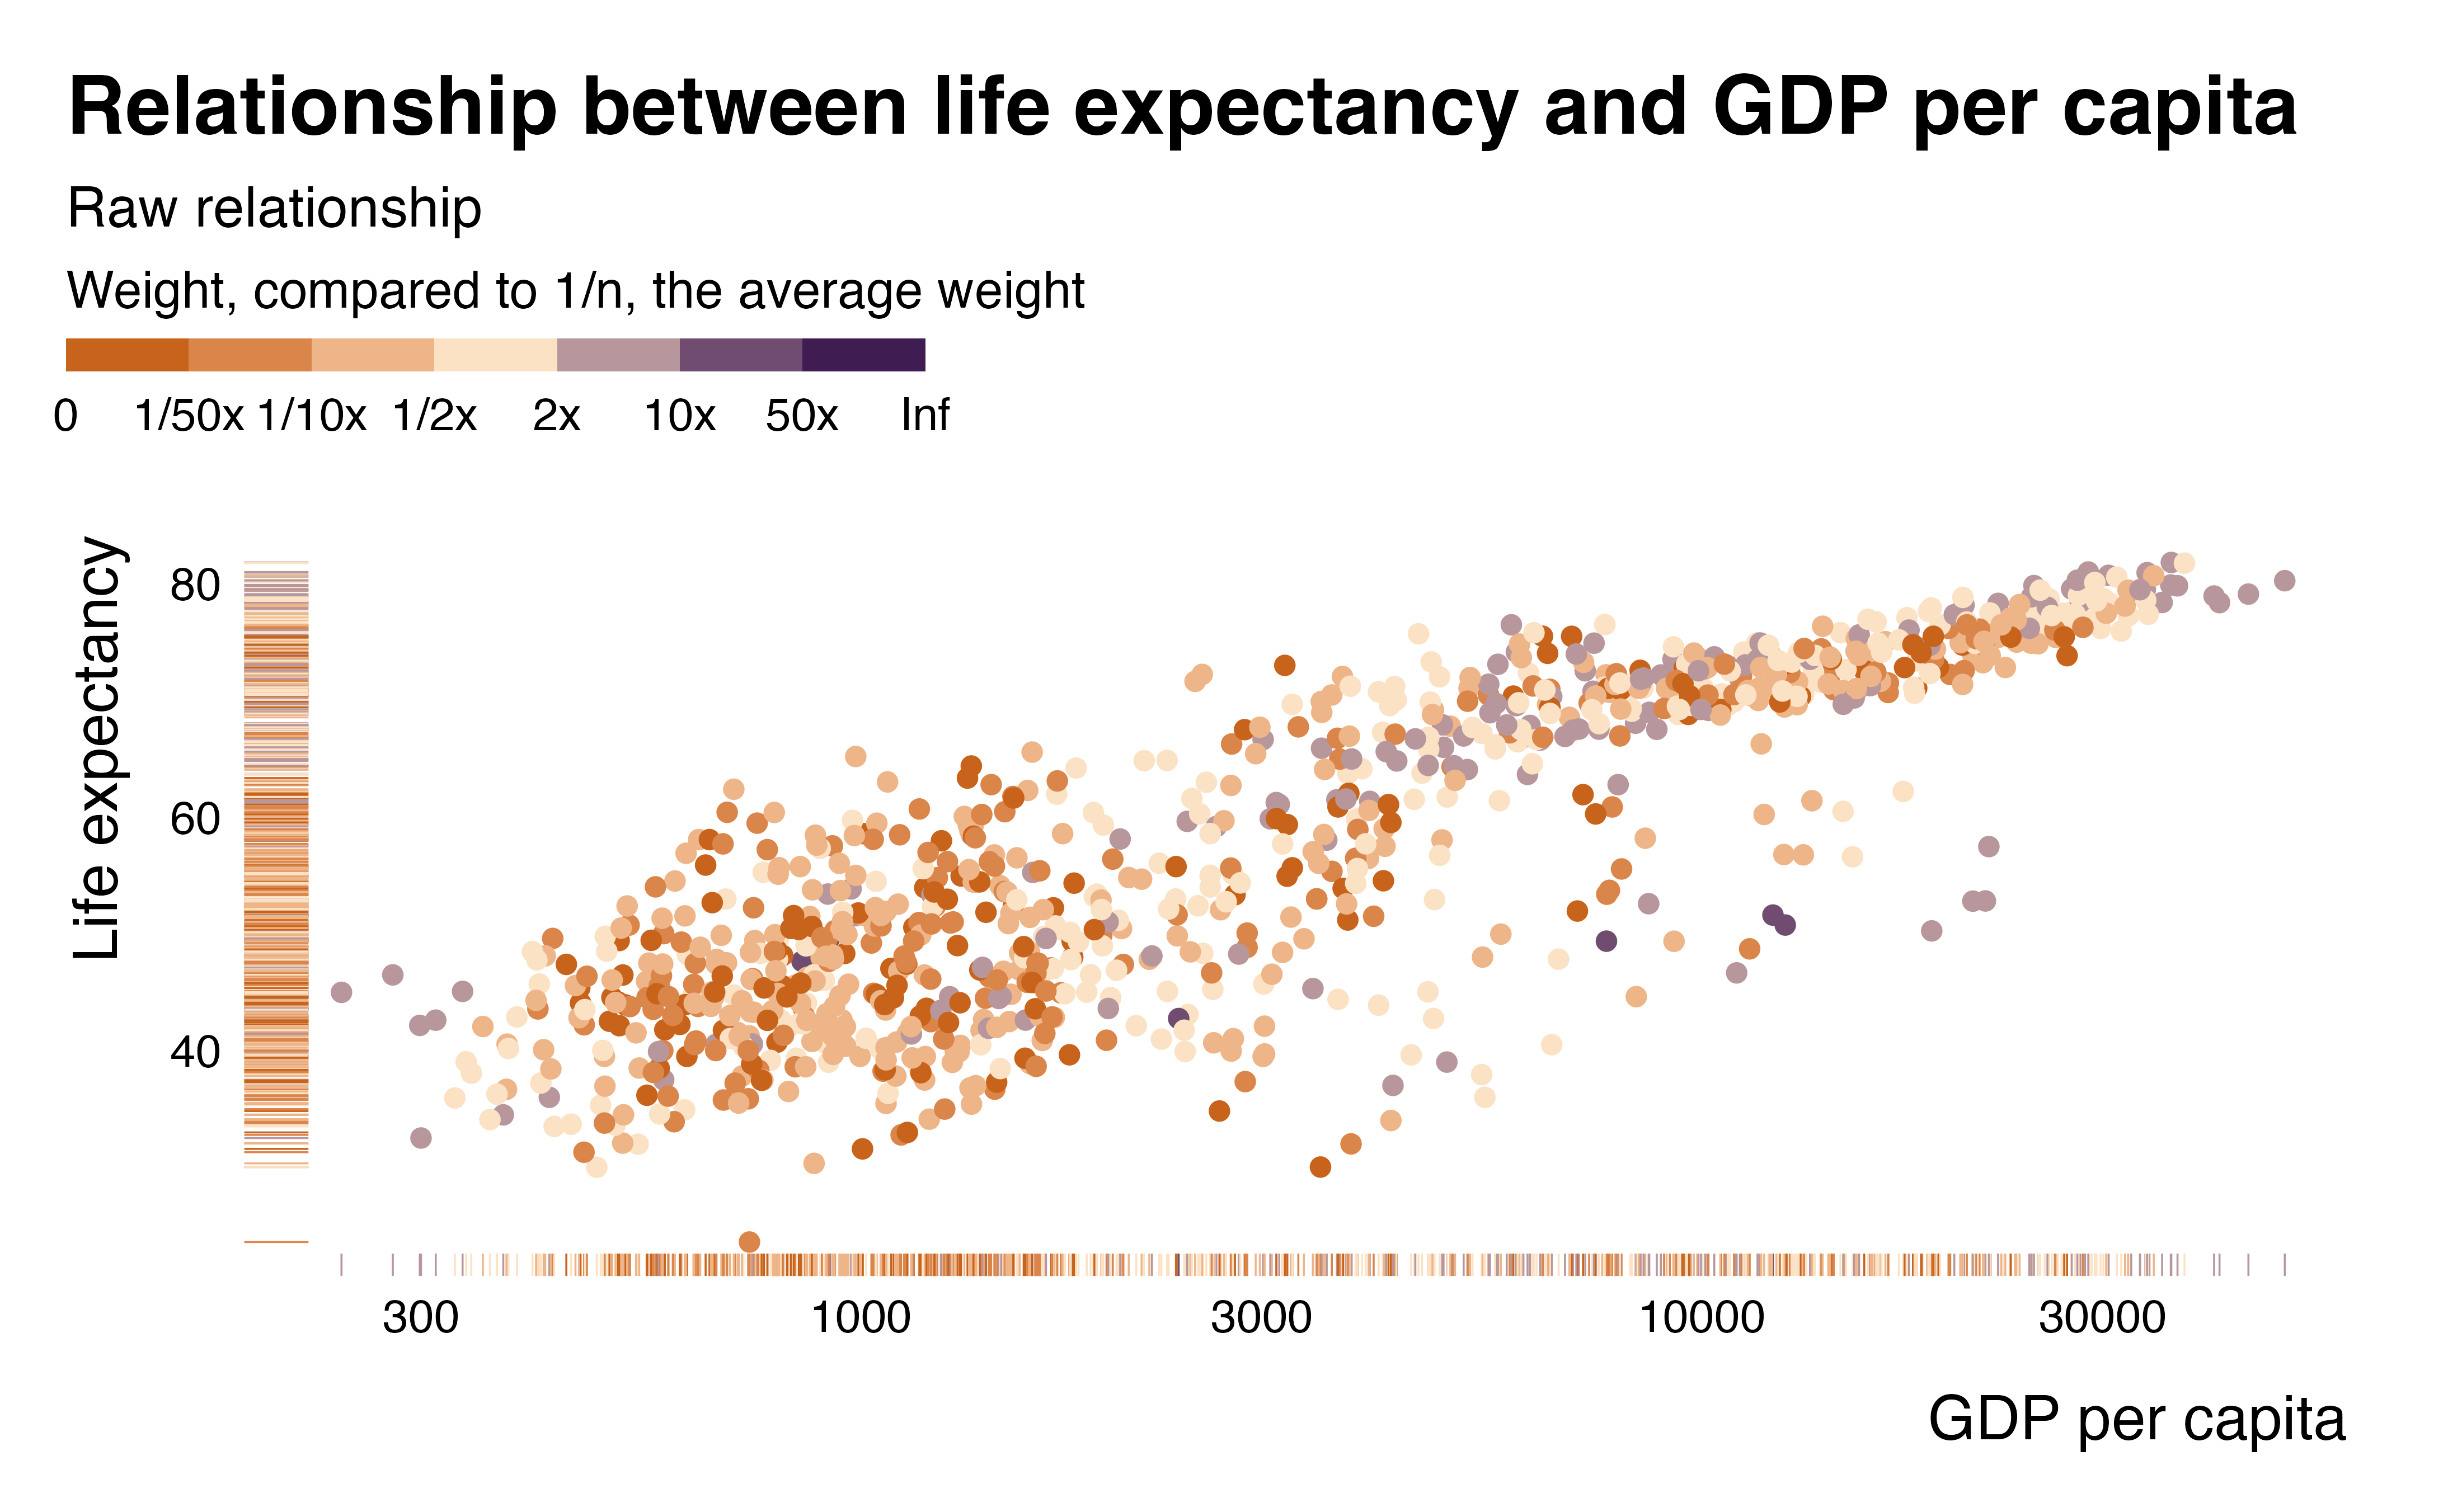 Relationship between life expectancy and GDP per capita
Raw relationship
Weight, compared to 1/n, the average weight
0 1/50x 1/10x 1/2x 2x 10x 50x Inf
Life expectancy
80
60
40
300 1000 3000 10000 30000
GDP per capita